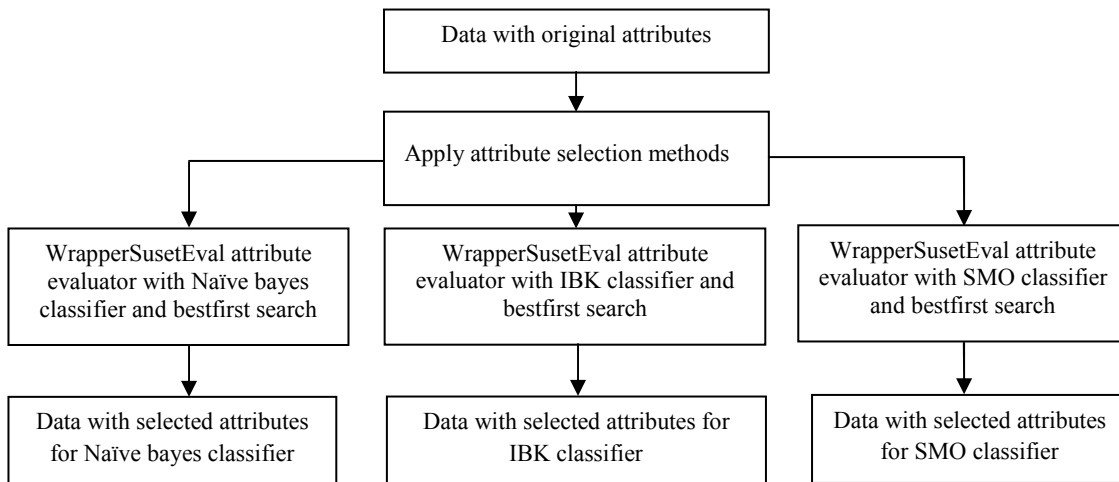 Data with original attributes
Apply attribute selection methods
WrapperSusetEval attribute
evaluator with Naïve bayes
classifier and bestfirst search
WrapperSusetEval attribute
evaluator with IBK classifier and
bestfirst search
WrapperSusetEval attribute
evaluator with SMO classifier
and bestfirst search
Data with selected attributes
for Naïve bayes classifier
Data with selected attributes for
IBK classifier
Data with selected attributes
for SMO classifier